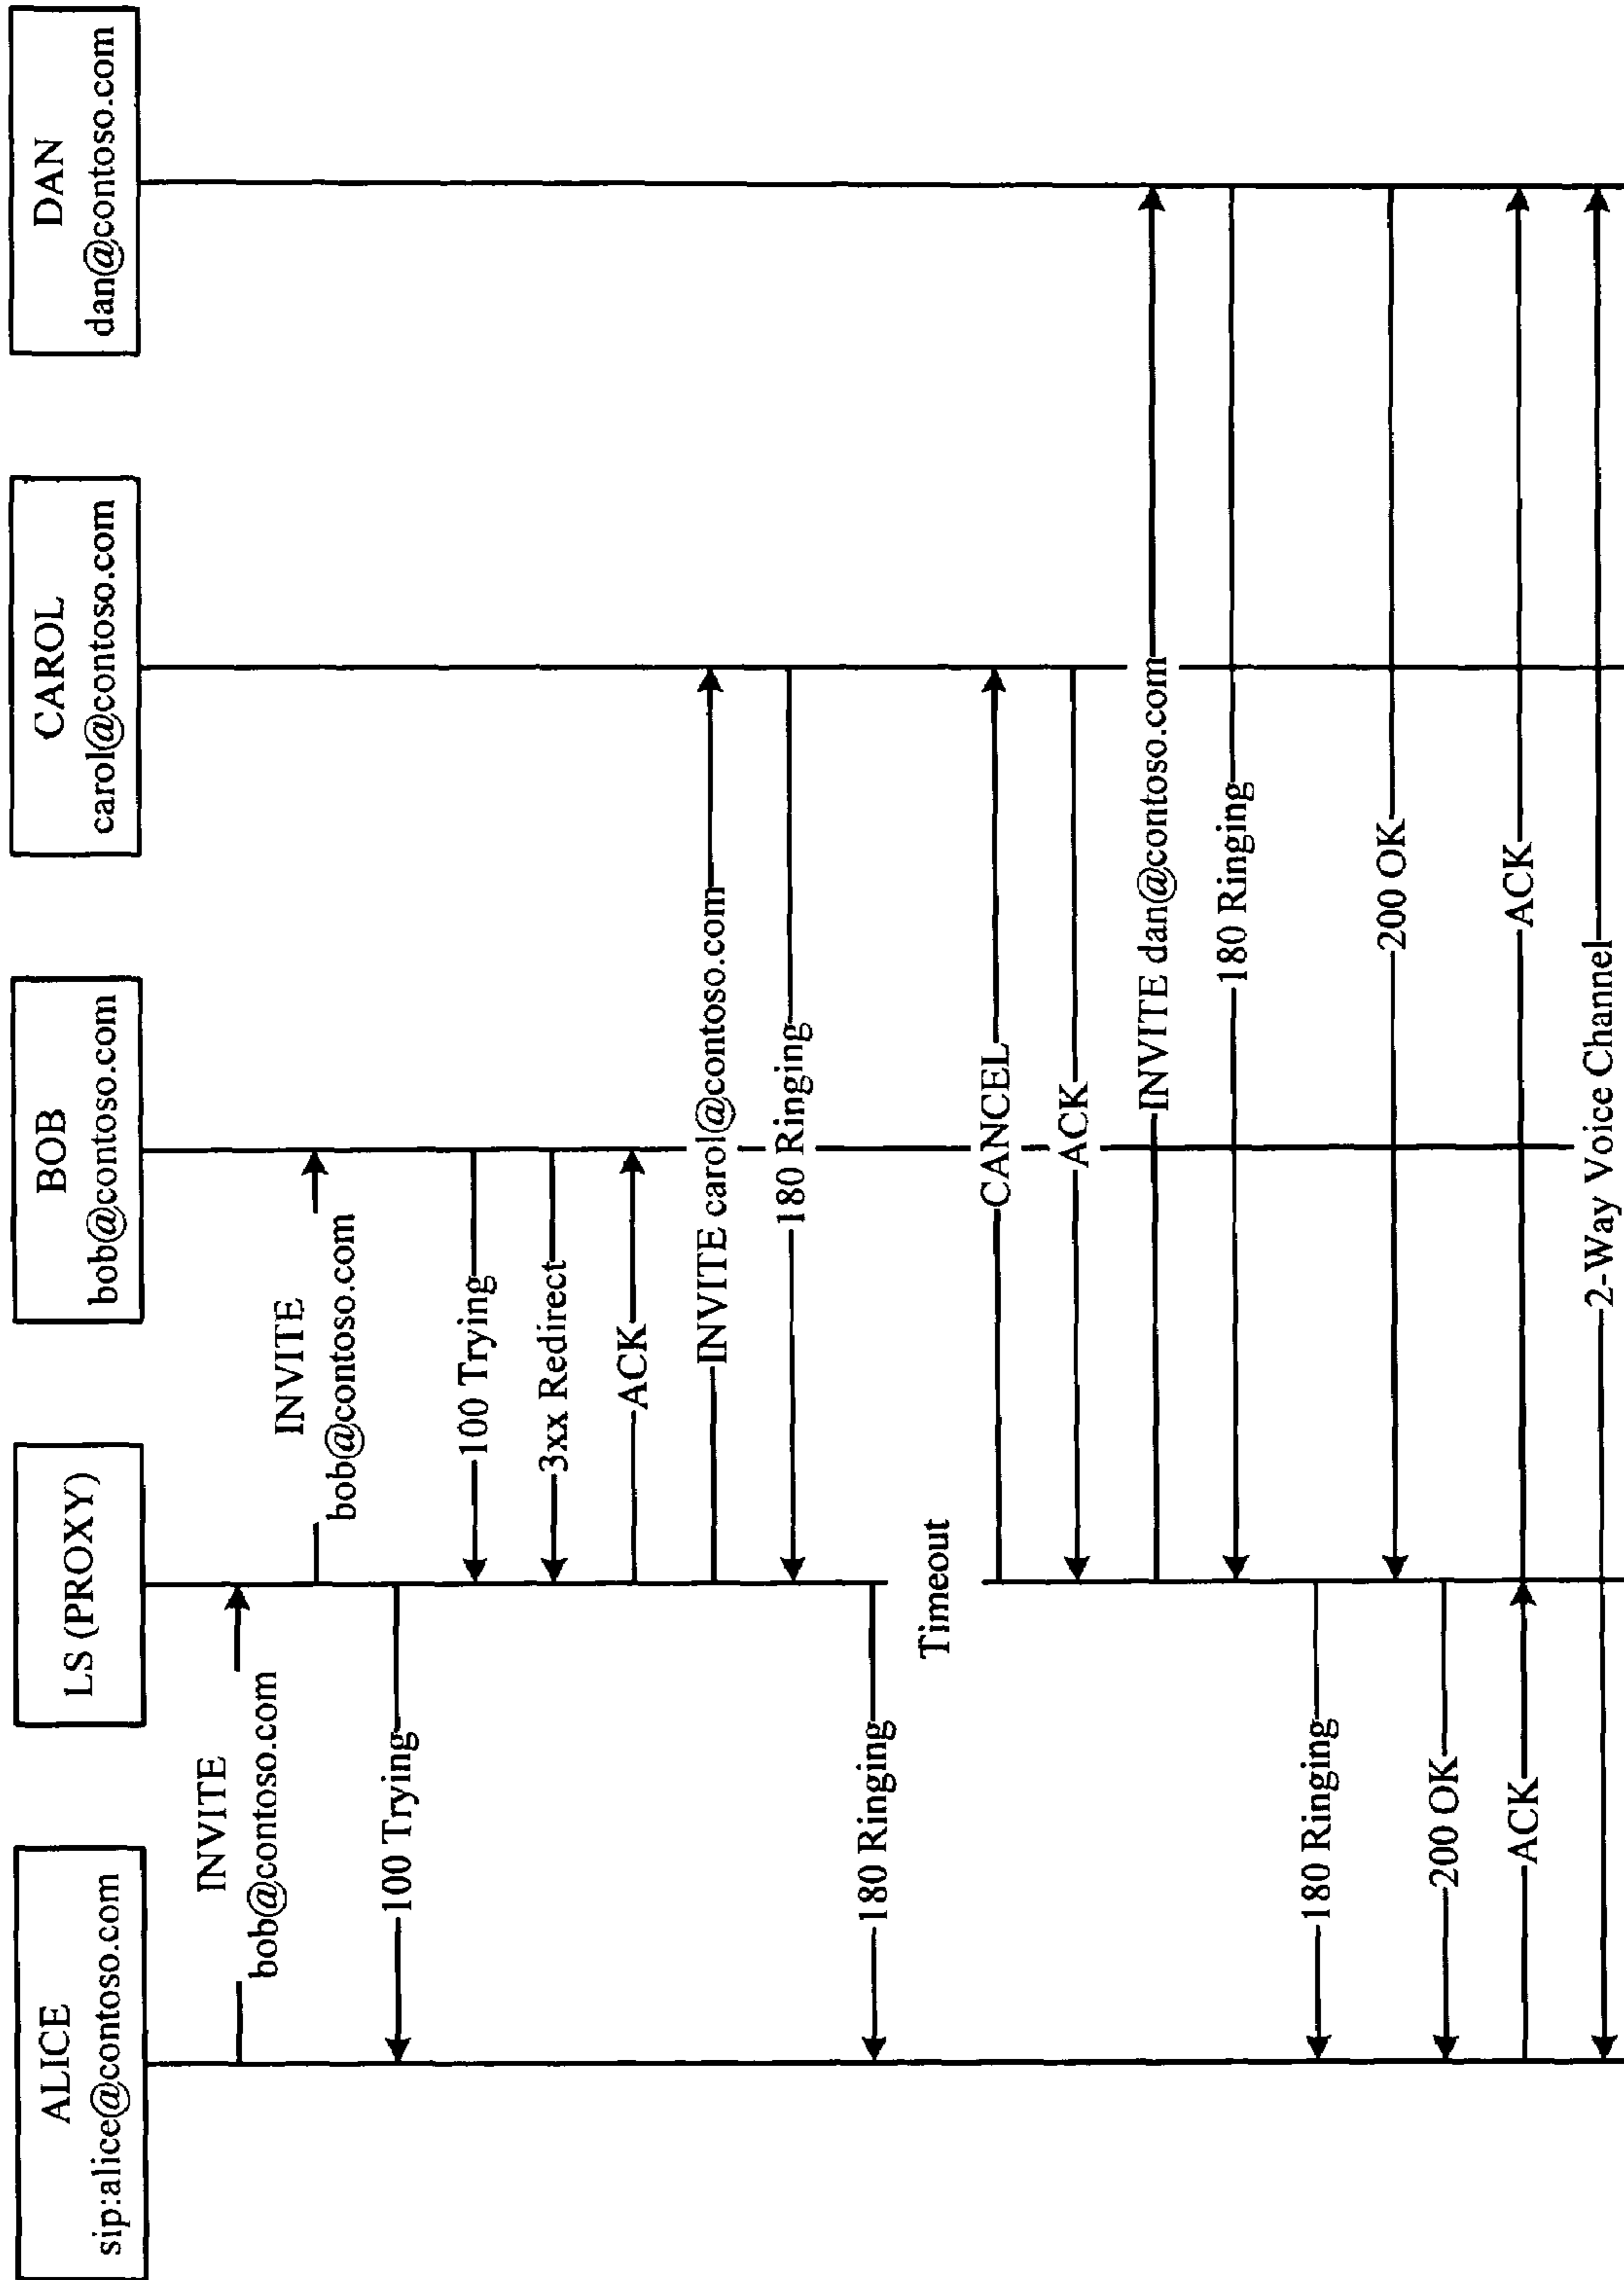 ALICE
sip:alice@contoso.com
LS (PROXY)
BOB
bob@contoso.com
CAROL
carol@contoso.com
DAN
dan@contoso.com
INVITE
bob@contoso.com
INVITE
bob@contoso.com
100 Trying
100 Trying
3xx Redirect
ACK
INVITE carol@contoso.com
180 Ringing
180 Ringing
Timeout
CANCEL
ACK
INVITE dan@contoso.com
180 Ringing
180 Ringing
200 OK
200 OK
ACK
ACK
2-Way Voice Channel